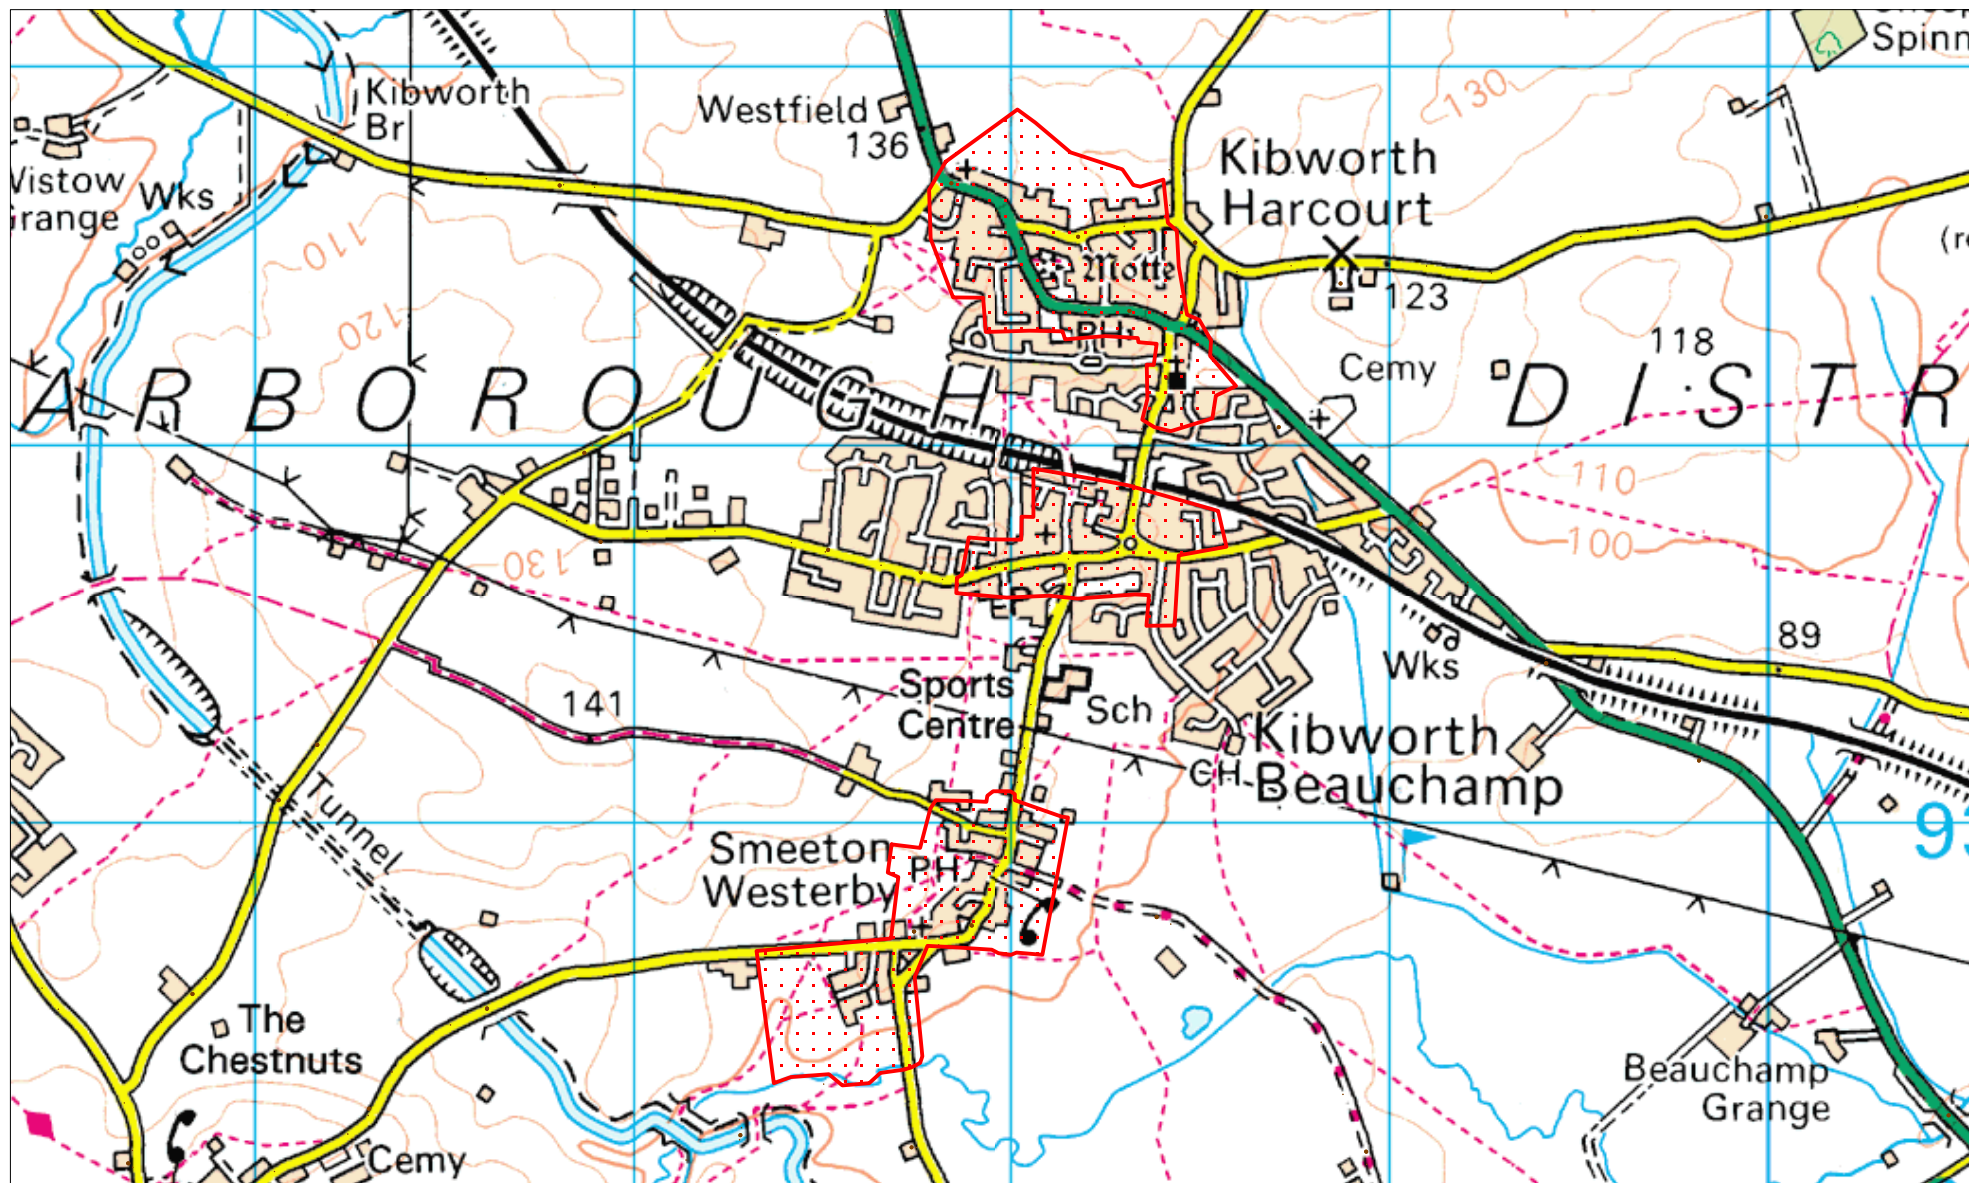 Spinn
Kibworth
Br
Westfield
136
130
Kibworth
Harcourt
Wks
110
Motte
123
120
PH
118
Cemy
ARBOROUGH DISTR
110
100
130
P
89
Wks
141
Sports
Centre
Sch
Kibworth
Beauchamp
CH
Tunnel
Smeeton
Westerby
PH
The
Chestnuts
Beauchamp
Grange
Cemy